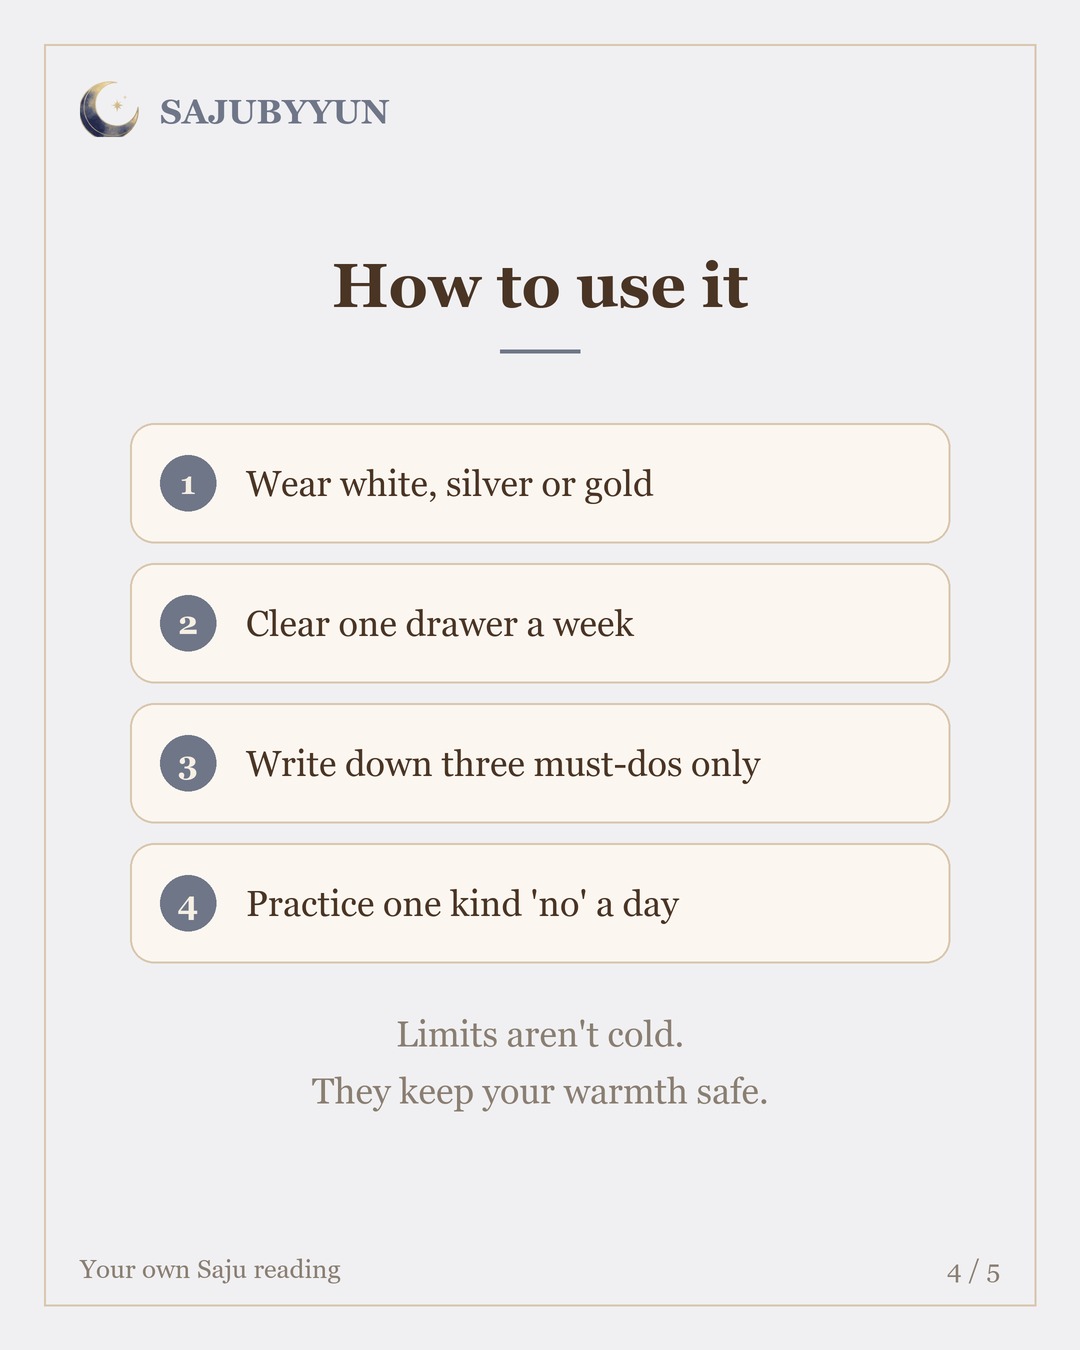 SAJUBYYUN
How to use it
1 Wear white, silver or gold
2 Clear one drawer a week
3 Write down three must-dos only
4 Practice one kind 'no' a day
Limits aren't cold.
They keep your warmth safe.
Your own Saju reading
4 / 5